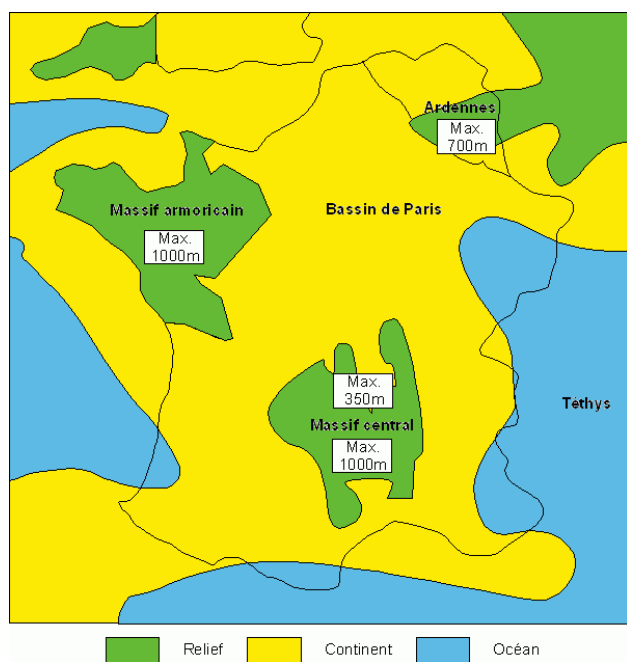 Ardennes
Max.
700m
Massif armoricain
Bassin de Paris
Max.
1000m
Max.
350m
Téthys
Massif central
Max.
1000m
Relief
Continent
Océan